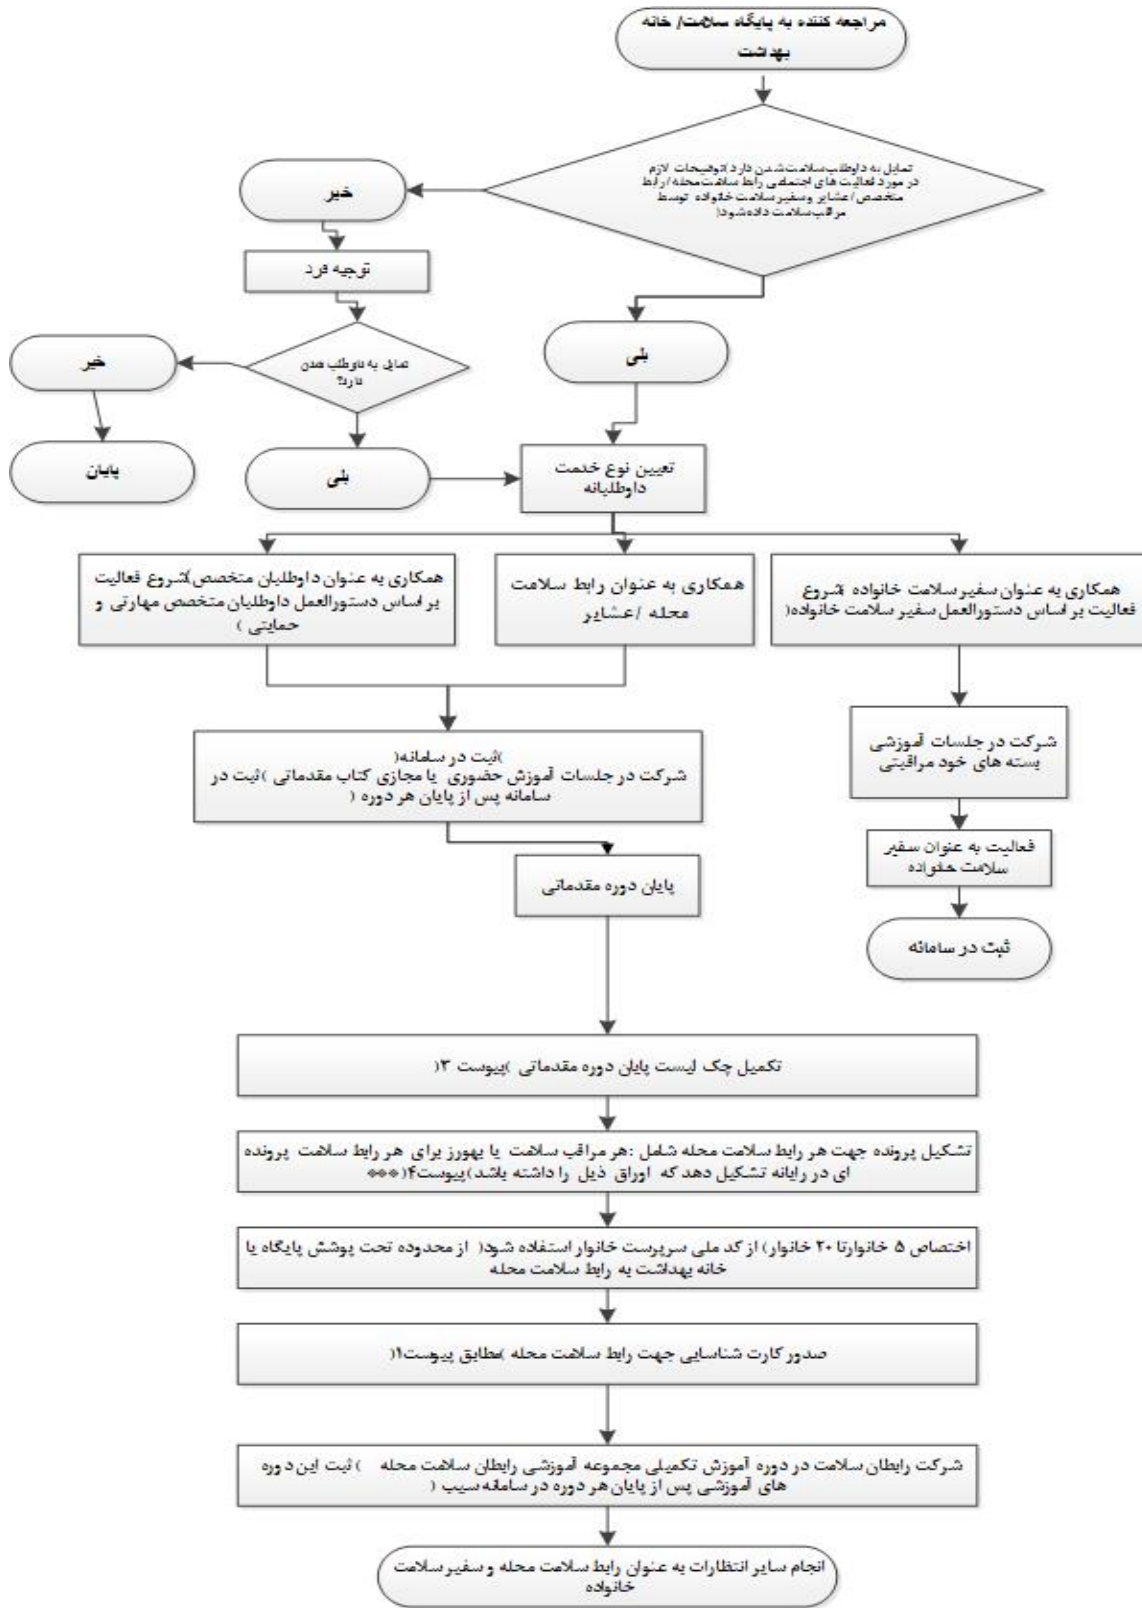 مراجعه کننده به پایگاه سلامت/ خانه
بهداشت
تمایل به داوطلب سلامت شدن دارد )توضیحات لازم
در مورد فعالیت های اجتماعی رابط سلامت محله / رابط
متخصص / عشایر و سفیر سلامت خانواده توسط
مراقب سلامت داده شود(
خیر
توجیه فرد
تمایل به داوطلب شدن
دارد؟
خیر
پایان
بلی
بلی
تعیین نوع خدمت
داوطلبانه
همکاری به عنوان سفیر سلامت خانواده )شروع
فعالیت بر اساس دستورالعمل سفیر سلامت خانواده(
همکاری به عنوان رابط سلامت
محله /عشایر
همکاری به عنوان داوطلبان متخصص)شروع فعالیت
بر اساس دستورالعمل داوطلبان متخصص مهارتی و
حمایتی )
شرکت در جلسات آموزشی
بسته های خود مراقبتی
فعالیت به عنوان سفیر
سلامت خانواده
ثبت در سامانه
)ثبت در سامانه(
شرکت در جلسات آموزش حضوری یا مجازی کتاب مقدماتی )ثبت در
سامانه پس از پایان هر دوره (
پایان دوره مقدماتی
تکمیل چک لیست پایان دوره مقدماتی )پیوست ۳(
تشکیل پرونده جهت هر رابط سلامت محله شامل :هر مراقب سلامت یا بهورز برای هر رابط سلامت پرونده
ای در رایانه تشکیل دهد که اوراق ذیل را داشته باشد)پیوست۴(***
اختصاص ۵ خانوارتا ۲۰ خانوار) از کد ملی سرپرست خانوار استفاده شود( از محدوده تحت پوشش پایگاه یا
خانه بهداشت به رابط سلامت محله
صدور کارت شناسایی جهت رابط سلامت محله )مطابق پیوست۱(
شرکت رابطان سلامت در دوره آموزش تکمیلی مجموعه آموزشی رابطان سلامت محله ) ثبت این دوره
های آموزشی پس از پایان هر دوره در سامانه سیب (
انجام سایر انتظارات به عنوان رابط سلامت محله و سفیر سلامت
خانواده